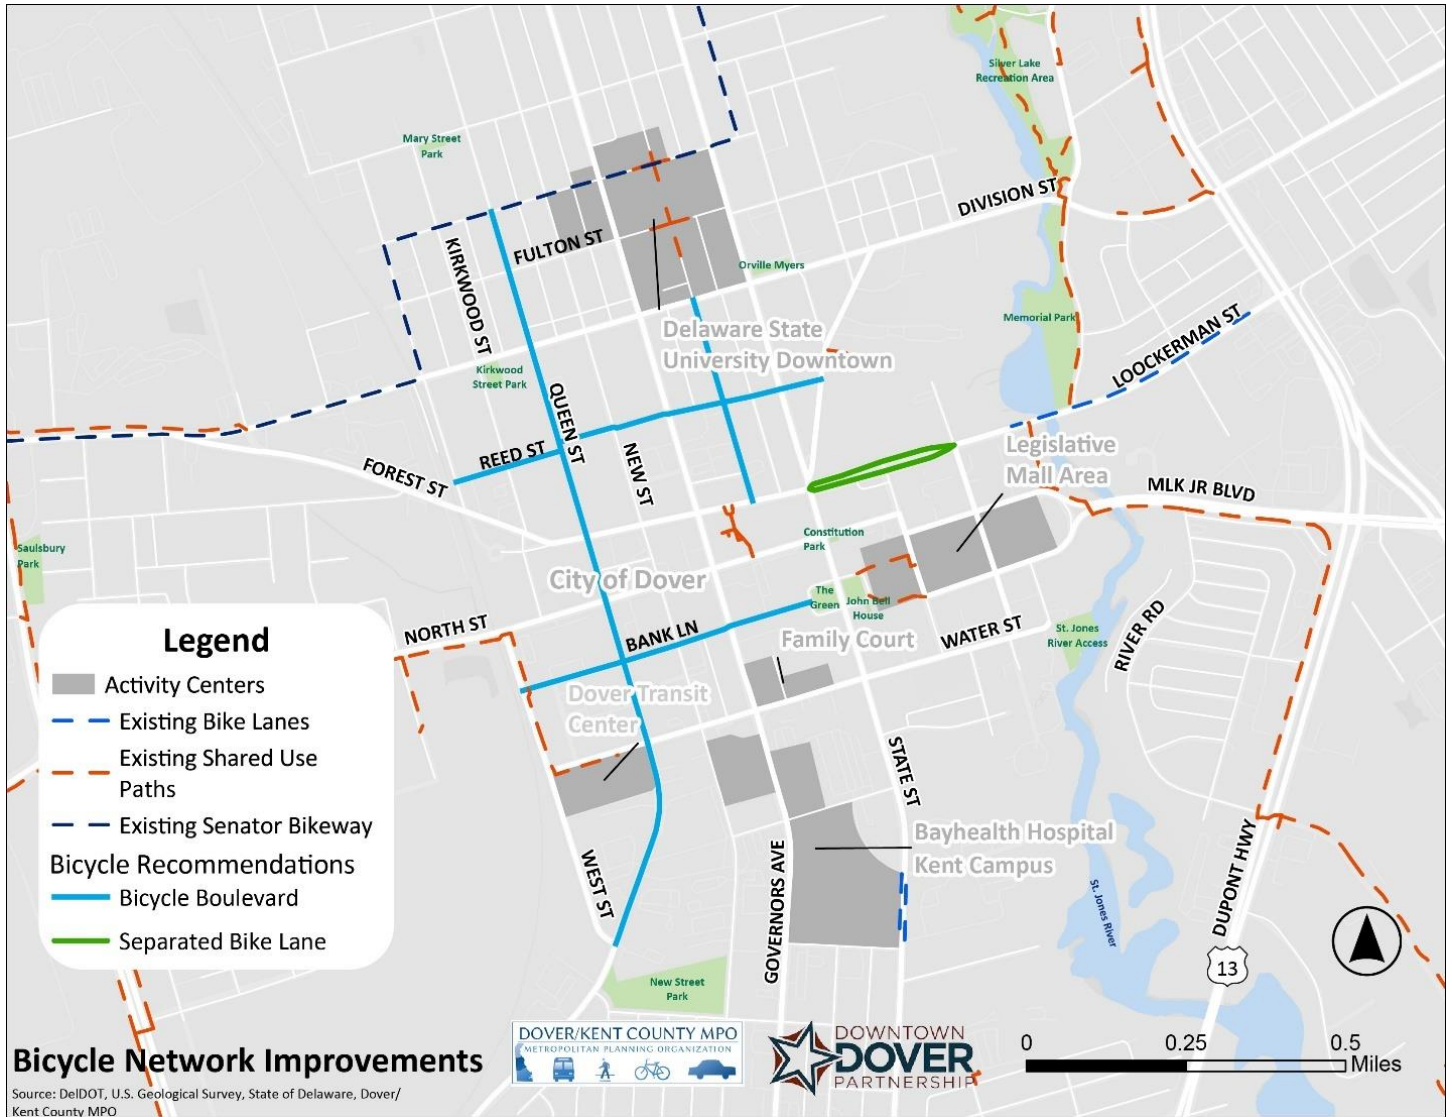 Silver Lake
Recreation Area
Mary Street
Park
DIVISION ST
KIRKWOOD ST
FULTON ST
Orville Myers
Memorial Park
LOOCKERMAN ST
Delaware State
University Downtown
Kirkwood
Street Park
QUEEN ST
REED ST
NEW ST
FOREST ST
Legislative
Mall Area
MLK JR BLVD
Saulsbury
Park
Constitution
Park
City of Dover
The
Green
John Bell
House
NORTH ST
BANK LN
Family Court
WATER ST
St. Jones
River Access
RIVER RD
Dover Transit
Center
Legend
Activity Centers
Existing Bike Lanes
Existing Shared Use
Paths
Existing Senator Bikeway
Bicycle Recommendations
Bicycle Boulevard
Separated Bike Lane
STATE ST
Bayhealth Hospital
Kent Campus
WEST ST
GOVERNORS AVE
DUPONT HWY
St. Jones River
13
New Street
Park
DOVER/KENT COUNTY MPO
METROPOLITAN PLANNING ORGANIZATION
DOWNTOWN
DOVER
PARTNERSHIP
0 0.25 0.5
Miles
Bicycle Network Improvements
Source: DelDOT, U.S. Geological Survey, State of Delaware, Dover/
Kent County MPO